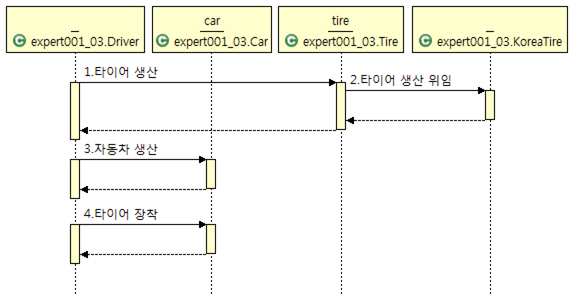 _
© expert001_03.Driver
car
© expert001_03.Car
tire
© expert001_03.Tire
_
© expert001_03.KoreaTire
1.타이어 생산
2.타이어 생산 위임
3.자동차 생산
4.타이어 장착